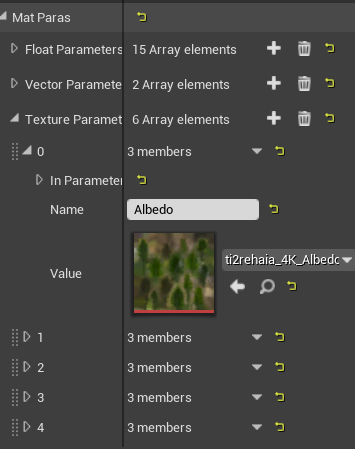 Mat Paras
Float Parameters 15 Array elements
Vector Paramete 2 Array elements
Texture Paramet 6 Array elements
0 3 members
In Parameter
Name Albedo
Value ti2rehaia_4K_Albedo
1 3 members
2 3 members
3 3 members
4 3 members